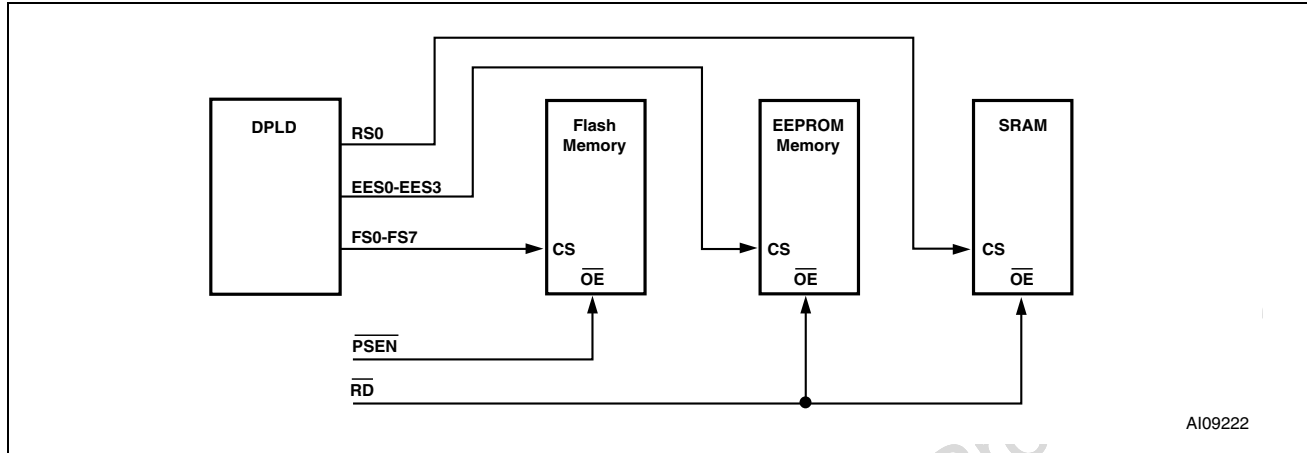 DPLD
RS0
EES0-EES3
FS0-FS7
Flash
Memory
CS
OE
EEPROM
Memory
CS
OE
SRAM
CS
OE
PSEN
RD
AI09222